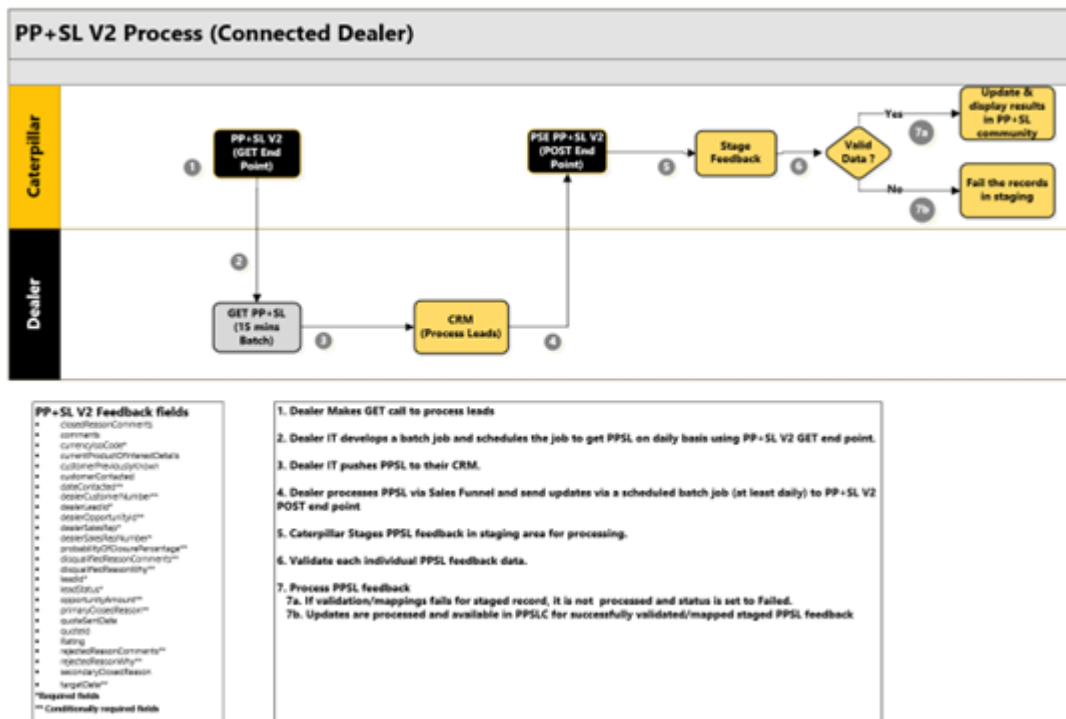 PP+SL V2 Process (Connected Dealer)
Caterpillar
Dealer
1
PP+SL V2
(GET End
Point)
2
GET PP+SL
(15 mins
Batch)
3
CRM
(Process Leads)
4
PSE PP+SL V2
(POST End
Point)
5
Stage
Feedback
6
Valid
Data ?
Yes
7a
Update &
display results
in PP+SL
community
No
7b
Fail the records
in staging
PP+SL V2 Feedback fields
• closedReasonComments
• comments
• currencyIsoCode*
• currentProductOfInterestDetails
• customerPreviouslyKnown
• customerContacted
• dateContacted**
• dealerCustomerNumber**
• dealerLeadId*
• dealerOpportunityId**
• dealerSalesRep*
• dealerSalesRepNumber*
• probabilityOfClosurePercentage**
• disqualifiedReasonComments**
• disqualifiedReasonWhy**
• leadId*
• leadStatus*
• opportunityAmount**
• primaryClosedReason**
• quoteSentDate
• quoteId
• Rating
• rejectedReasonComments**
• rejectedReasonWhy**
• secondaryClosedReason
• targetDate**
*Required fields
** Conditionally required fields
1. Dealer Makes GET call to process leads
2. Dealer IT develops a batch job and schedules the job to get PPSL on daily basis using PP+SL V2 GET end point.
3. Dealer IT pushes PPSL to their CRM.
4. Dealer processes PPSL via Sales Funnel and send updates via a scheduled batch job (at least daily) to PP+SL V2
POST end point
5. Caterpillar Stages PPSL feedback in staging area for processing.
6. Validate each individual PPSL feedback data.
7. Process PPSL feedback
7a. If validation/mappings fails for staged record, it is not processed and status is set to Failed.
7b. Updates are processed and available in PPSLC for successfully validated/mapped staged PPSL feedback